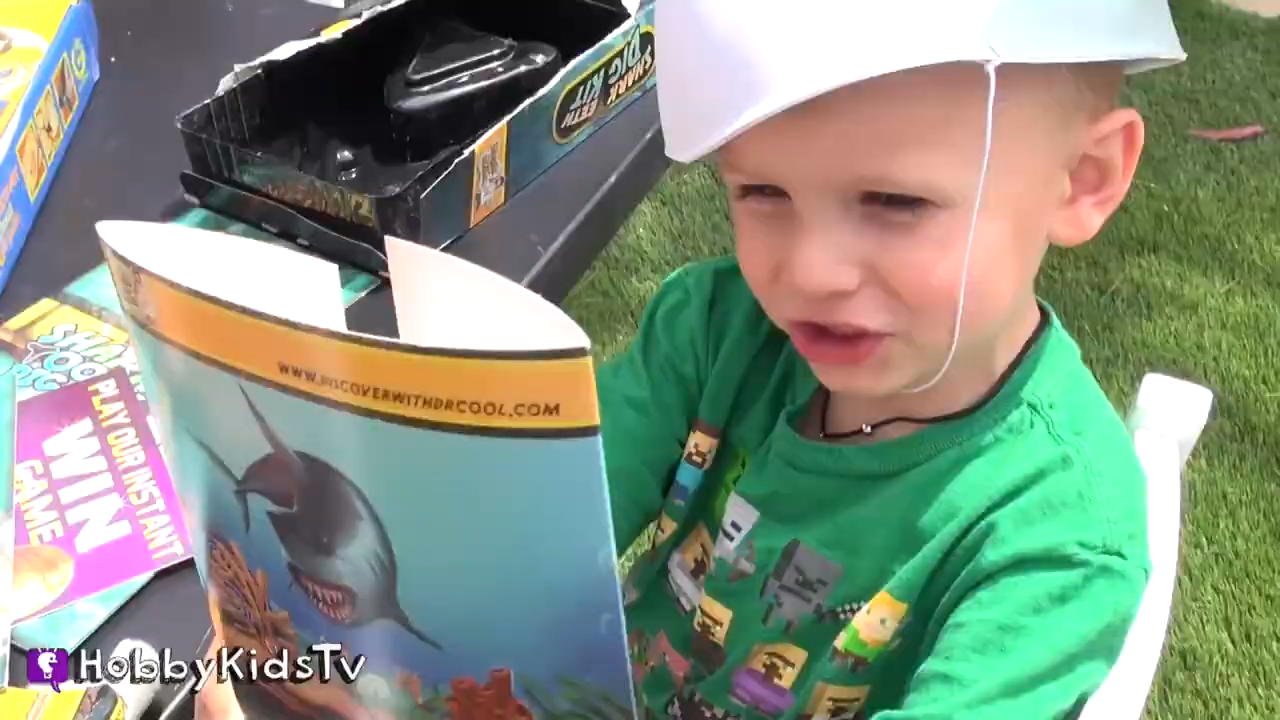 SHARK
TEETH
DIG KIT
WWW.DISCOVERWITHDRCOOL.COM
PLAY OUR INSTANT
WIN
GAME
HobbyKidsTV